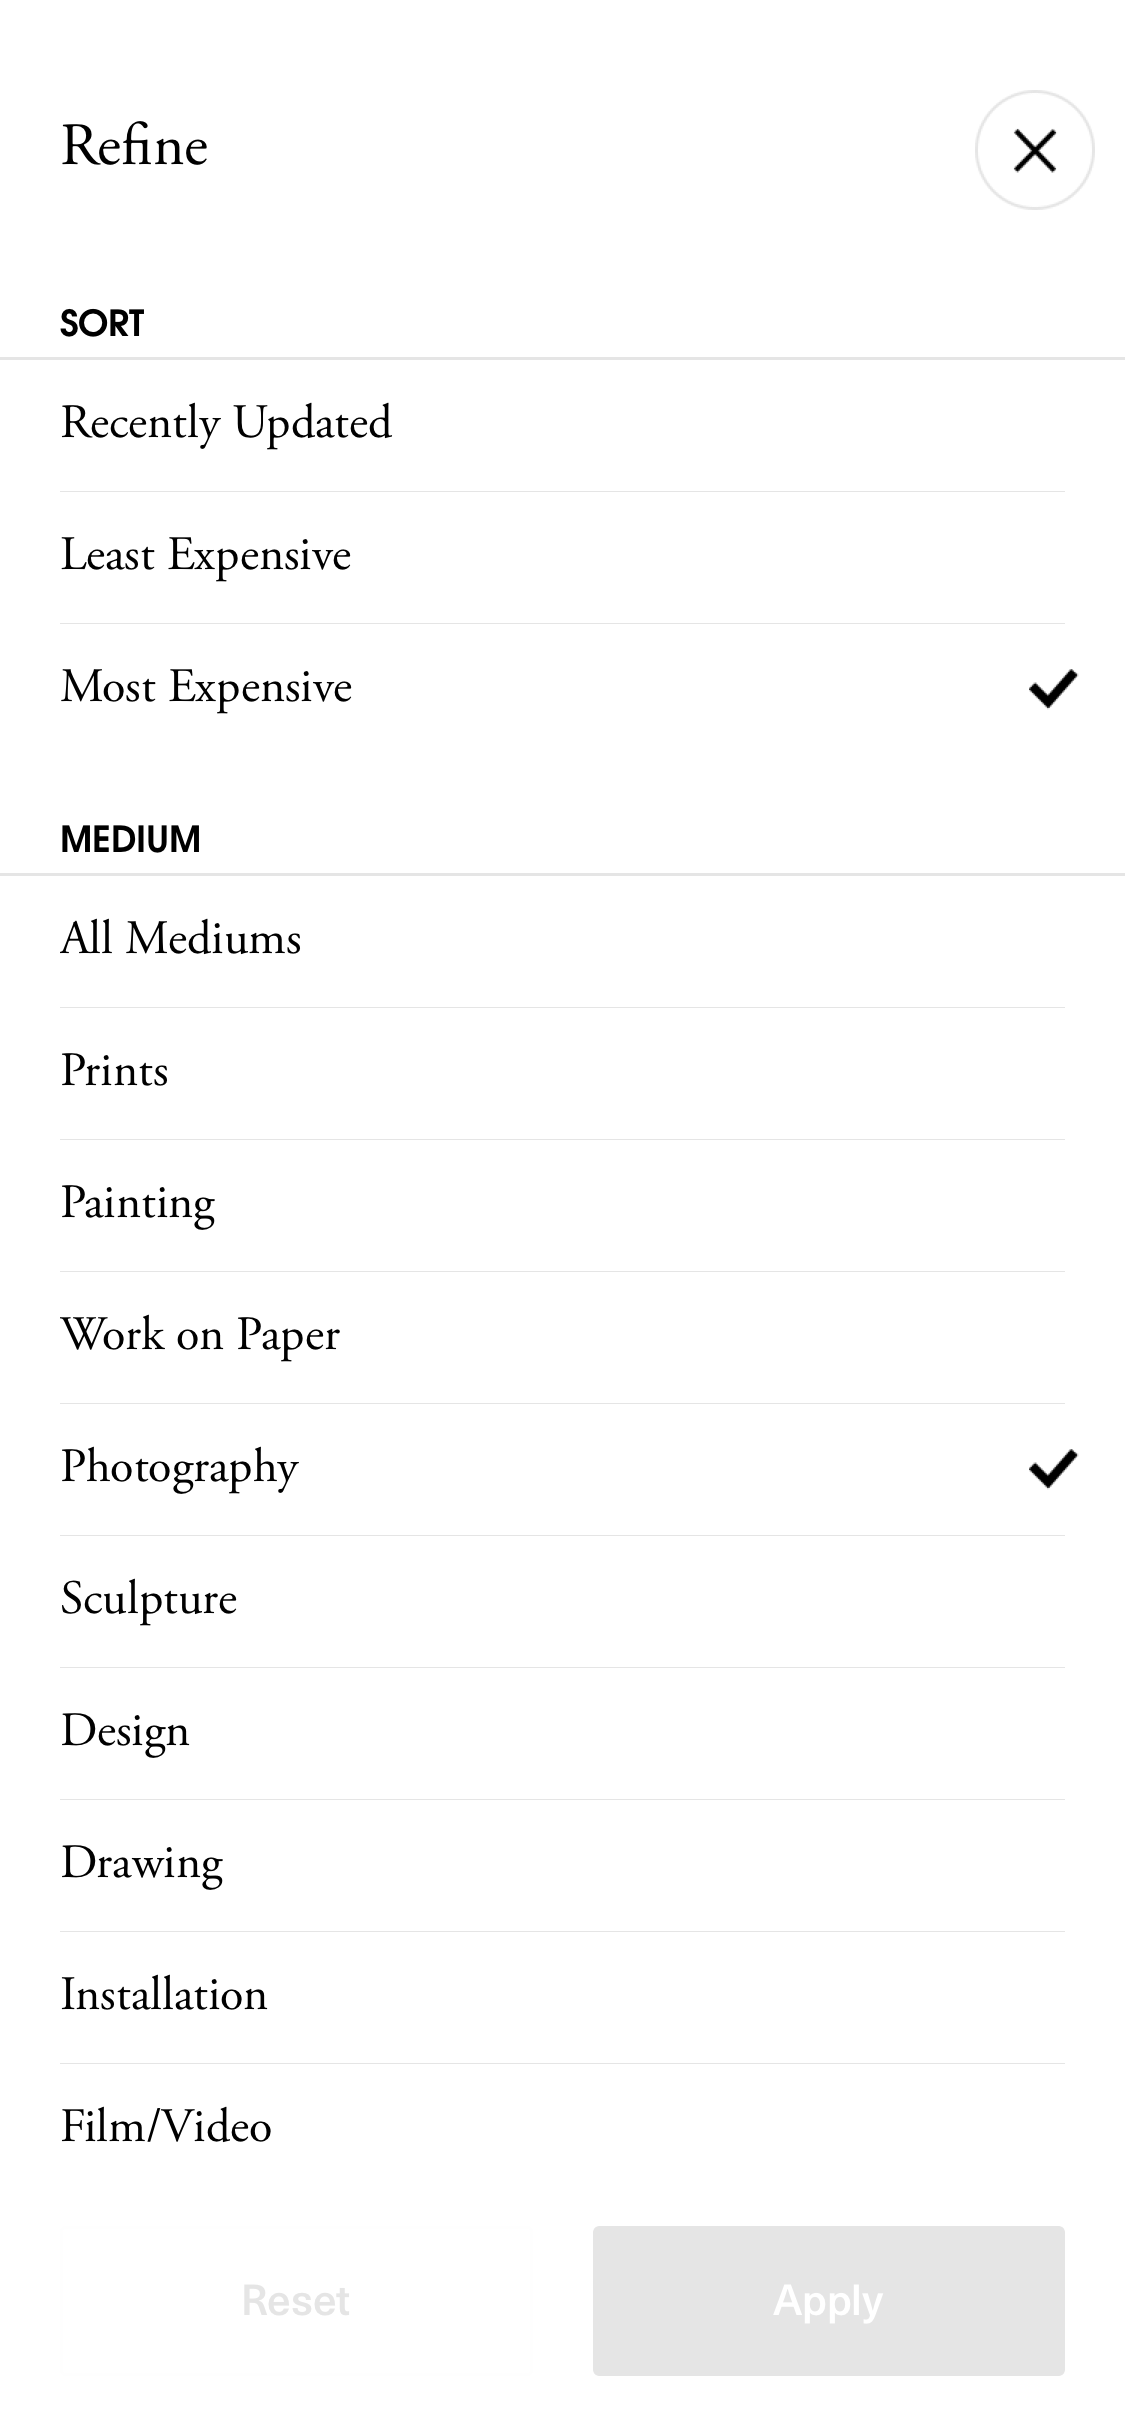 Refine
SORT
Recently Updated
Least Expensive
Most Expensive
MEDIUM
All Mediums
Prints
Painting
Work on Paper
Photography
Sculpture
Design
Drawing
Installation
Film/Video
Reset
Apply